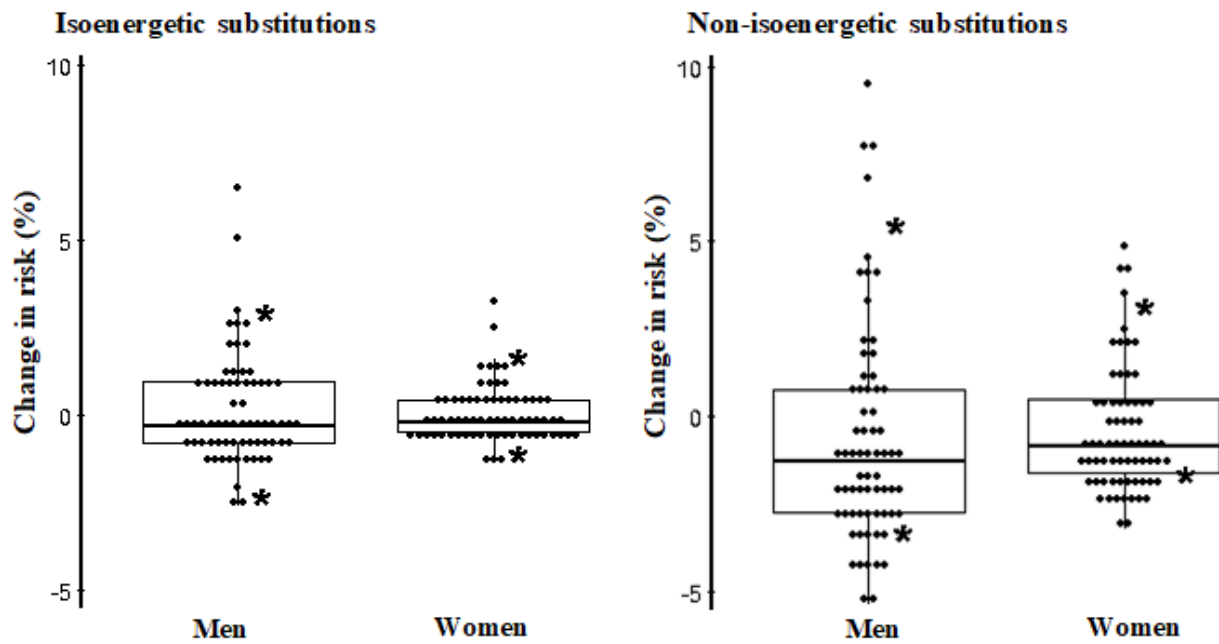 Isoenergetic substitutions
Change in risk (%)
10
5
0
-5
Men
Women
Non-isoenergetic substitutions
Change in risk (%)
10
5
0
-5
Men
Women